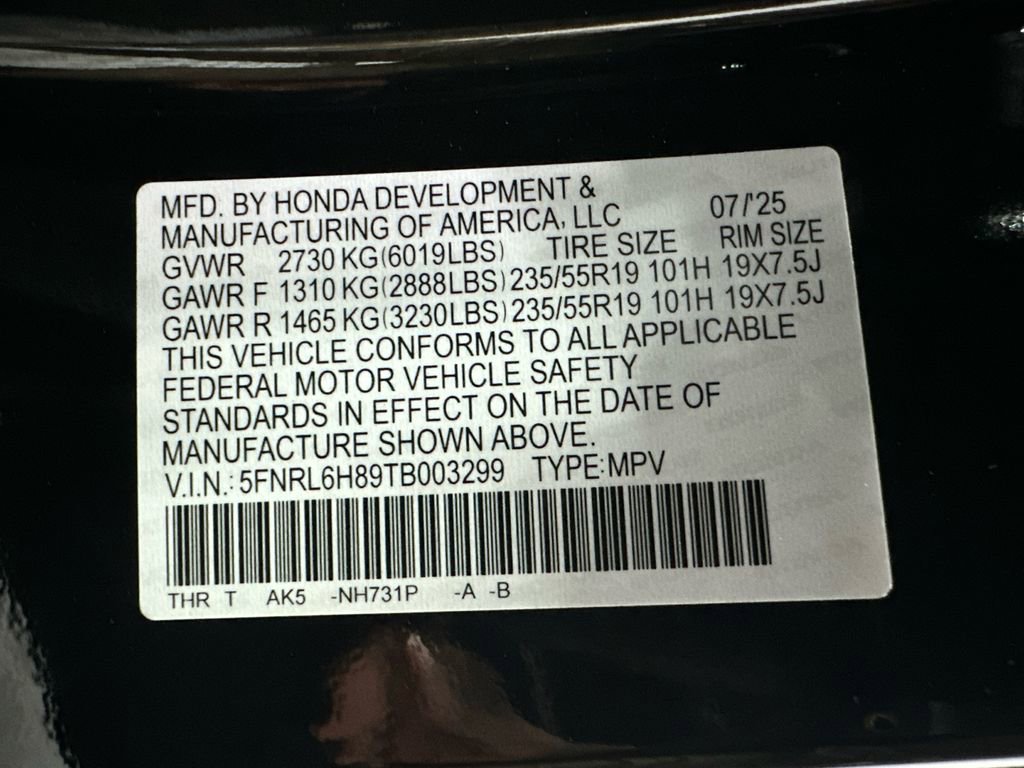 MFD. BY HONDA DEVELOPMENT &
MANUFACTURING OF AMERICA, LLC 07/'25
GVWR 2730 KG(6019LBS) TIRE SIZE RIM SIZE
GAWR F 1310 KG(2888LBS) 235/55R19 101H 19X7.5J
GAWR R 1465 KG(3230LBS) 235/55R19 101H 19X7.5J
THIS VEHICLE CONFORMS TO ALL APPLICABLE
FEDERAL MOTOR VEHICLE SAFETY
STANDARDS IN EFFECT ON THE DATE OF
MANUFACTURE SHOWN ABOVE.
V.I.N.: 5FNRL6H89TB003299 TYPE: MPV
THR T AK5 -NH731P -A -B